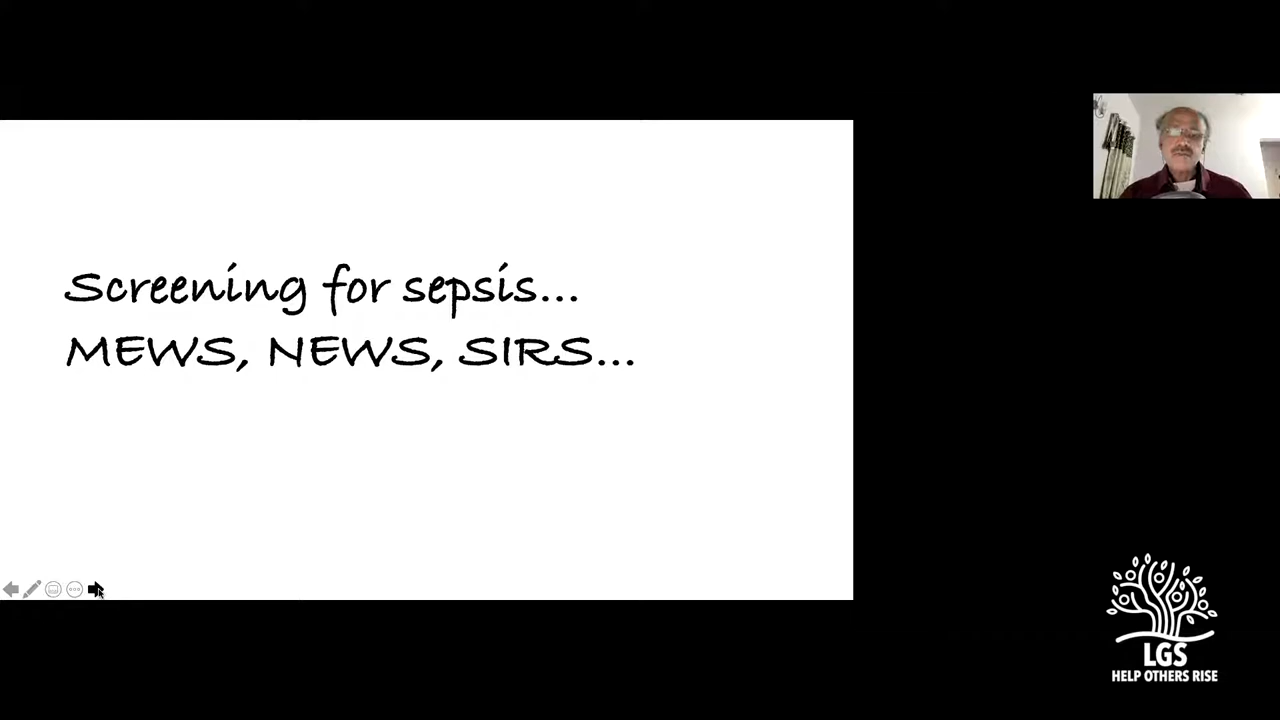 Screening for sepsis...
MEWS, NEWS, SIRS...
LGS
HELP OTHERS RISE